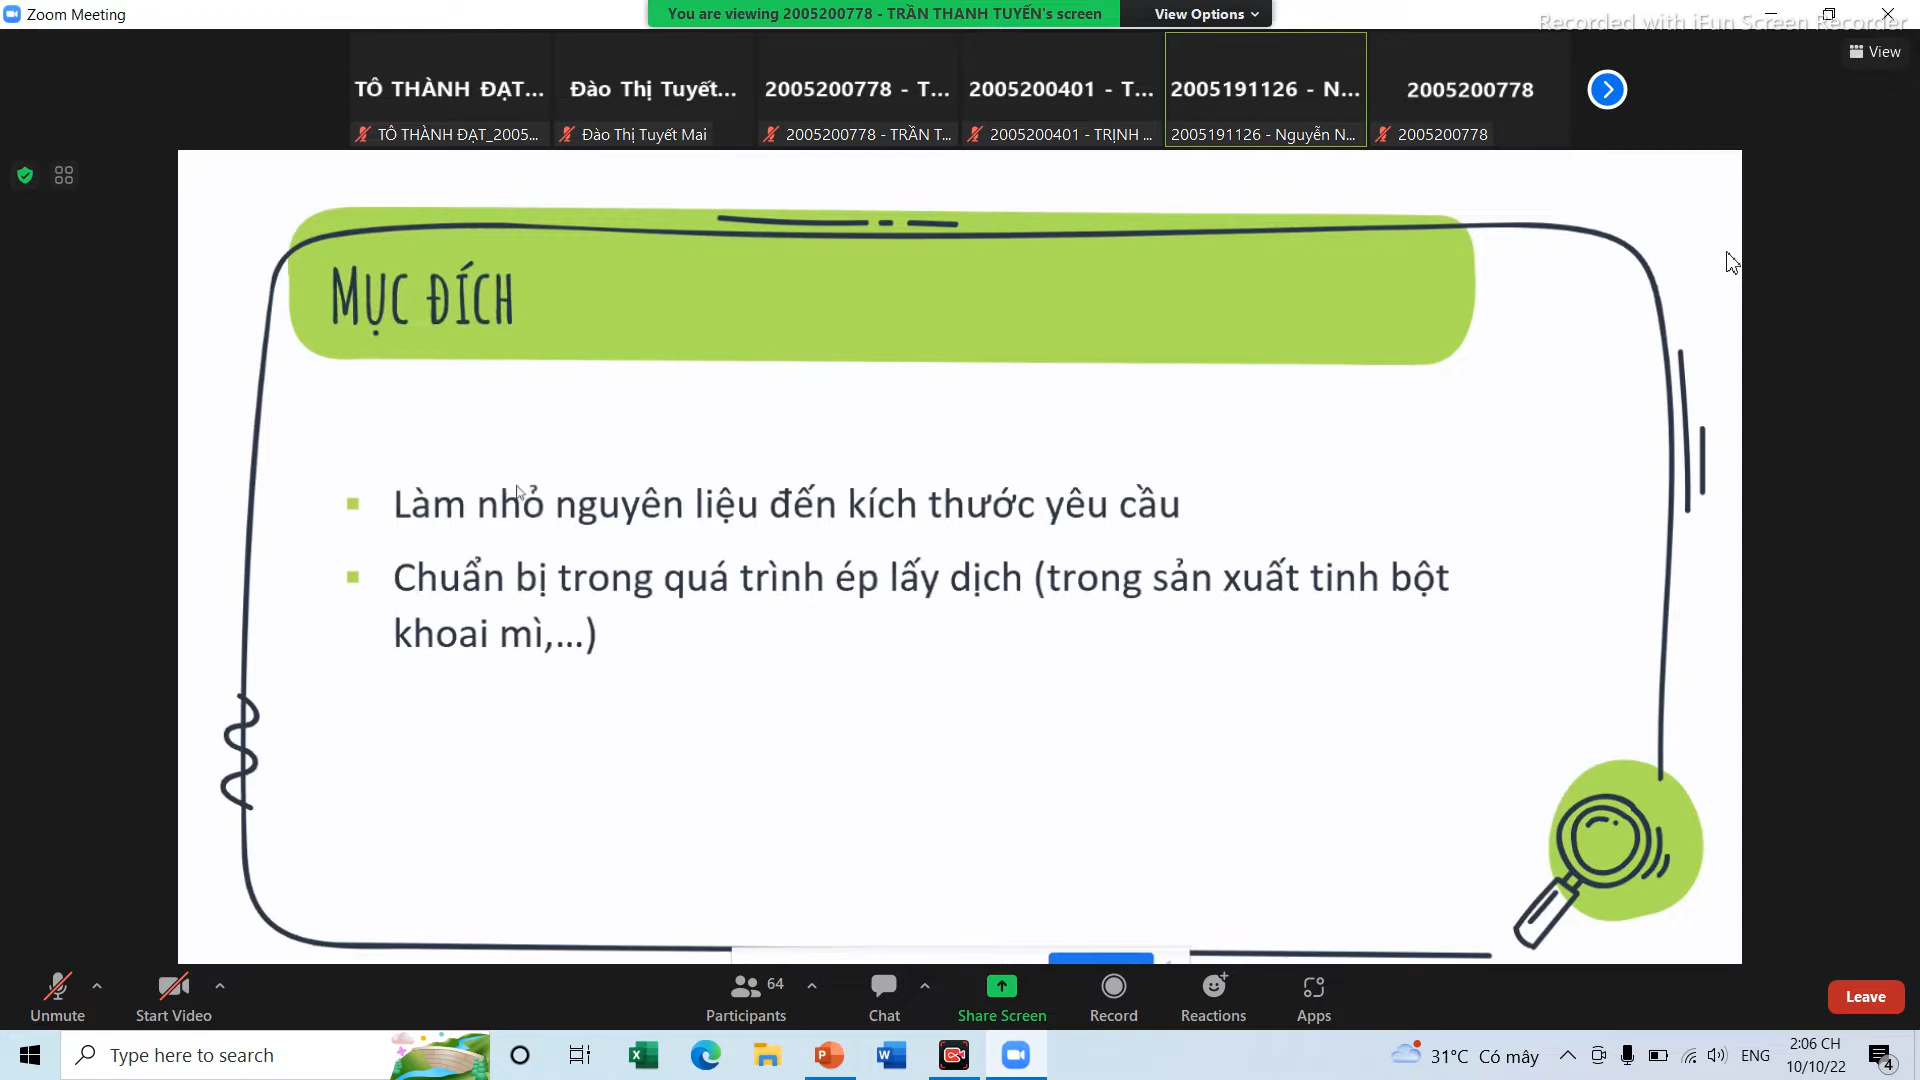 Zoom Meeting
You are viewing 2005200778 - TRẦN THANH TUYẾN's screen
View Options
Recorded with iFun Screen Recorder
View
TÔ THÀNH ĐẠT...
Đào Thị Tuyết...
2005200778 - T...
2005200401 - T...
2005191126 - N...
2005200778
TÔ THÀNH ĐẠT_2005...
Đào Thị Tuyết Mai
2005200778 - TRẦN T...
2005200401 - TRỊNH ...
2005191126 - Nguyễn N...
2005200778
MỤC ĐÍCH
Làm nhỏ nguyên liệu đến kích thước yêu cầu
Chuẩn bị trong quá trình ép lấy dịch (trong sản xuất tinh bột
khoai mì,...)
Unmute
Start Video
64
Participants
Chat
Share Screen
Record
Reactions
Apps
Leave
Type here to search
31°C Có mây
ENG
2:06 CH
10/10/22
4